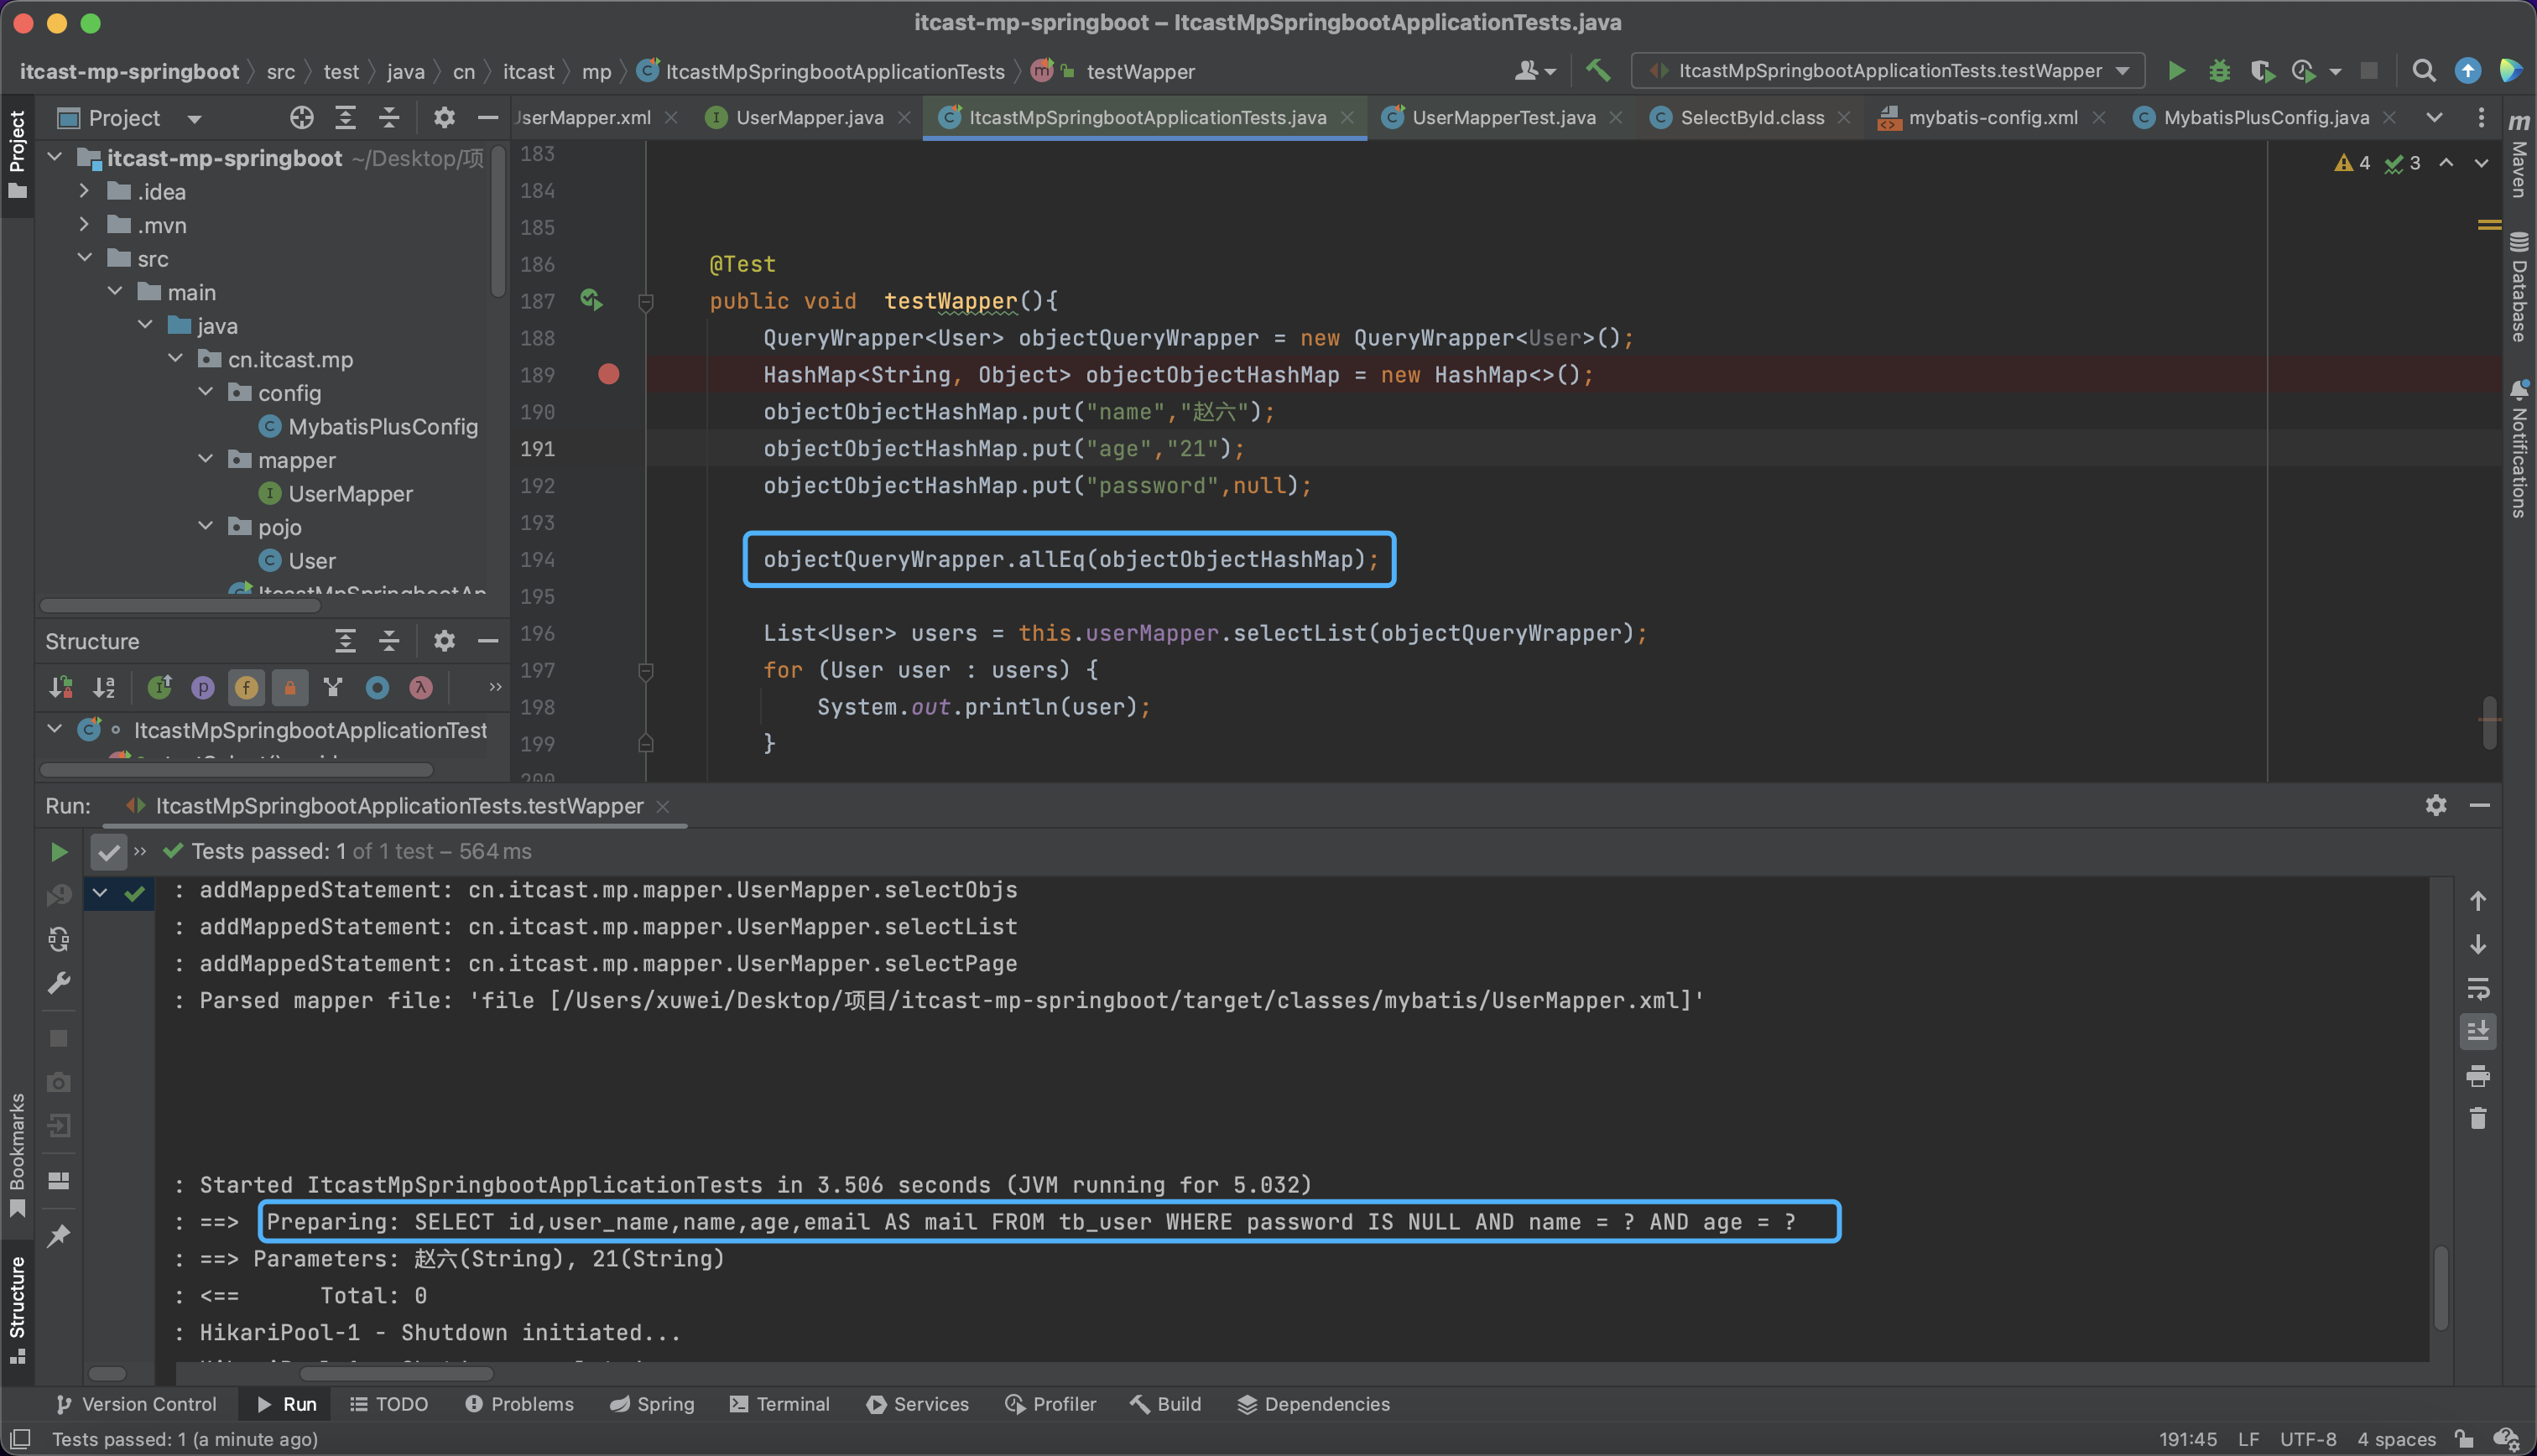 itcast-mp-springboot – ItcastMpSpringbootApplicationTests.java
itcast-mp-springboot src test java cn itcast mp ItcastMpSpringbootApplicationTests testWapper
ItcastMpSpringbootApplicationTests.testWapper
Project
UserMapper.java
ItcastMpSpringbootApplicationTests.java
UserMapperTest.java
SelectById.class
mybatis-config.xml
MybatisPlusConfig.java
Project
Maven
Database
Notifications
itcast-mp-springboot ~/Desktop/项
.idea
.mvn
src
main
java
cn.itcast.mp
config
MybatisPlusConfig
mapper
UserMapper
pojo
User
Structure
ItcastMpSpringbootApplicationTest
4 3
183
184
185
186 @Test
187 public void testWapper(){
188 QueryWrapper<User> objectQueryWrapper = new QueryWrapper<User>();
189 HashMap<String, Object> objectObjectHashMap = new HashMap<>();
190 objectObjectHashMap.put("name","赵六");
191 objectObjectHashMap.put("age","21");
192 objectObjectHashMap.put("password",null);
193
194 objectQueryWrapper.allEq(objectObjectHashMap);
195
196 List<User> users = this.userMapper.selectList(objectQueryWrapper);
197 for (User user : users) {
198 System.out.println(user);
199 }
Run: ItcastMpSpringbootApplicationTests.testWapper
Tests passed: 1 of 1 test – 564 ms
: addMappedStatement: cn.itcast.mp.mapper.UserMapper.selectObjs
: addMappedStatement: cn.itcast.mp.mapper.UserMapper.selectList
: addMappedStatement: cn.itcast.mp.mapper.UserMapper.selectPage
: Parsed mapper file: 'file [/Users/xuwei/Desktop/项目/itcast-mp-springboot/target/classes/mybatis/UserMapper.xml]'
: Started ItcastMpSpringbootApplicationTests in 3.506 seconds (JVM running for 5.032)
: ==> Preparing: SELECT id,user_name,name,age,email AS mail FROM tb_user WHERE password IS NULL AND name = ? AND age = ?
: ==> Parameters: 赵六(String), 21(String)
: <== Total: 0
: HikariPool-1 - Shutdown initiated...
Bookmarks
Structure
Version Control Run TODO Problems Spring Terminal Services Profiler Build Dependencies
Tests passed: 1 (a minute ago)
191:45 LF UTF-8 4 spaces